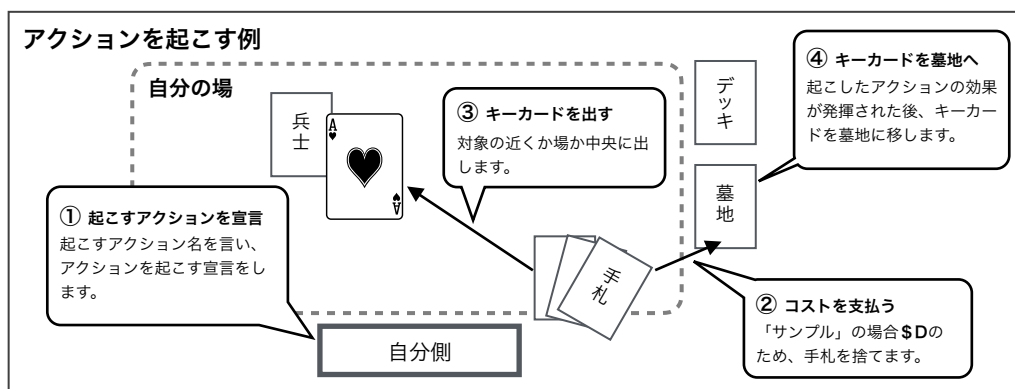 アクションを起こす例
自分の場
兵士
A
A
デッキ
墓地
手札
自分側
① 起こすアクションを宣言
起こすアクション名を言い、
アクションを起こす宣言をし
ます。
② コストを支払う
「サンプル」の場合$Dの
ため、手札を捨てます。
③ キーカードを出す
対象の近くか場か中央に出
します。
④ キーカードを墓地へ
起こしたアクションの効果
が発揮された後、キーカー
ドを墓地に移します。